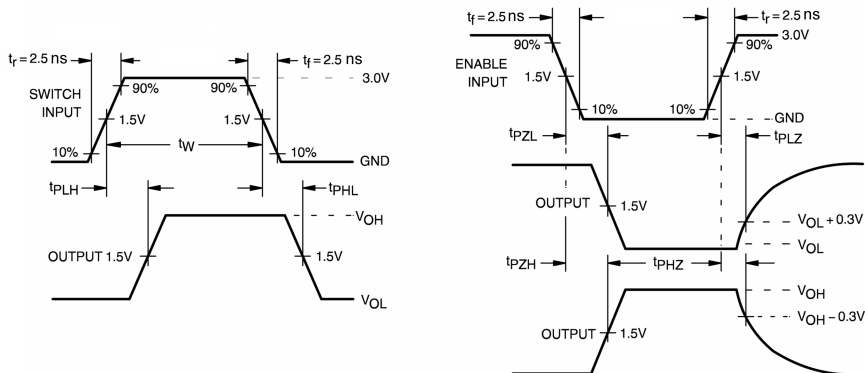 tr = 2.5 ns
tf = 2.5 ns
SWITCH
INPUT
90%
90%
3.0V
1.5V
1.5V
tW
10%
10%
GND
tPLH
tPHL
VOH
OUTPUT 1.5V
1.5V
VOL
tf = 2.5 ns
tr = 2.5 ns
90%
90%
3.0V
ENABLE
INPUT
1.5V
1.5V
10%
10%
GND
tPZL
tPLZ
OUTPUT
1.5V
VOL + 0.3V
VOL
tPZH
tPHZ
VOH
VOH – 0.3V
OUTPUT
1.5V